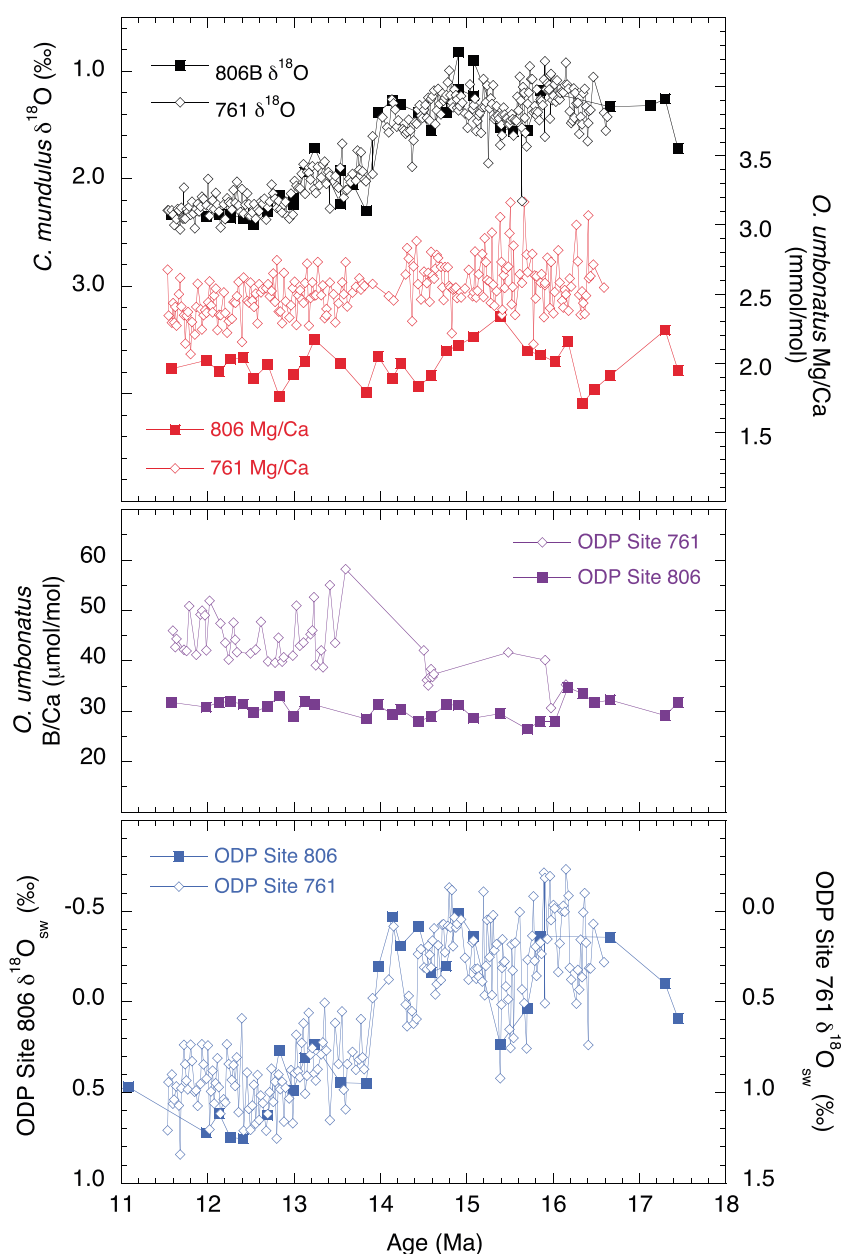 C. mundulus δ18O (‰)
1.0
2.0
3.0
806B δ18O
761 δ18O
806 Mg/Ca
761 Mg/Ca
3.5
3.0
2.5
2.0
1.5
O. umbonatus Mg/Ca
(mmol/mol)
O. umbonatus
B/Ca (μmol/mol)
60
50
40
30
20
ODP Site 761
ODP Site 806
ODP Site 806 δ18Osw (‰)
-0.5
0.0
0.5
1.0
ODP Site 806
ODP Site 761
0.0
0.5
1.0
1.5
ODP Site 761 δ18Osw (‰)
11 12 13 14 15 16 17 18
Age (Ma)